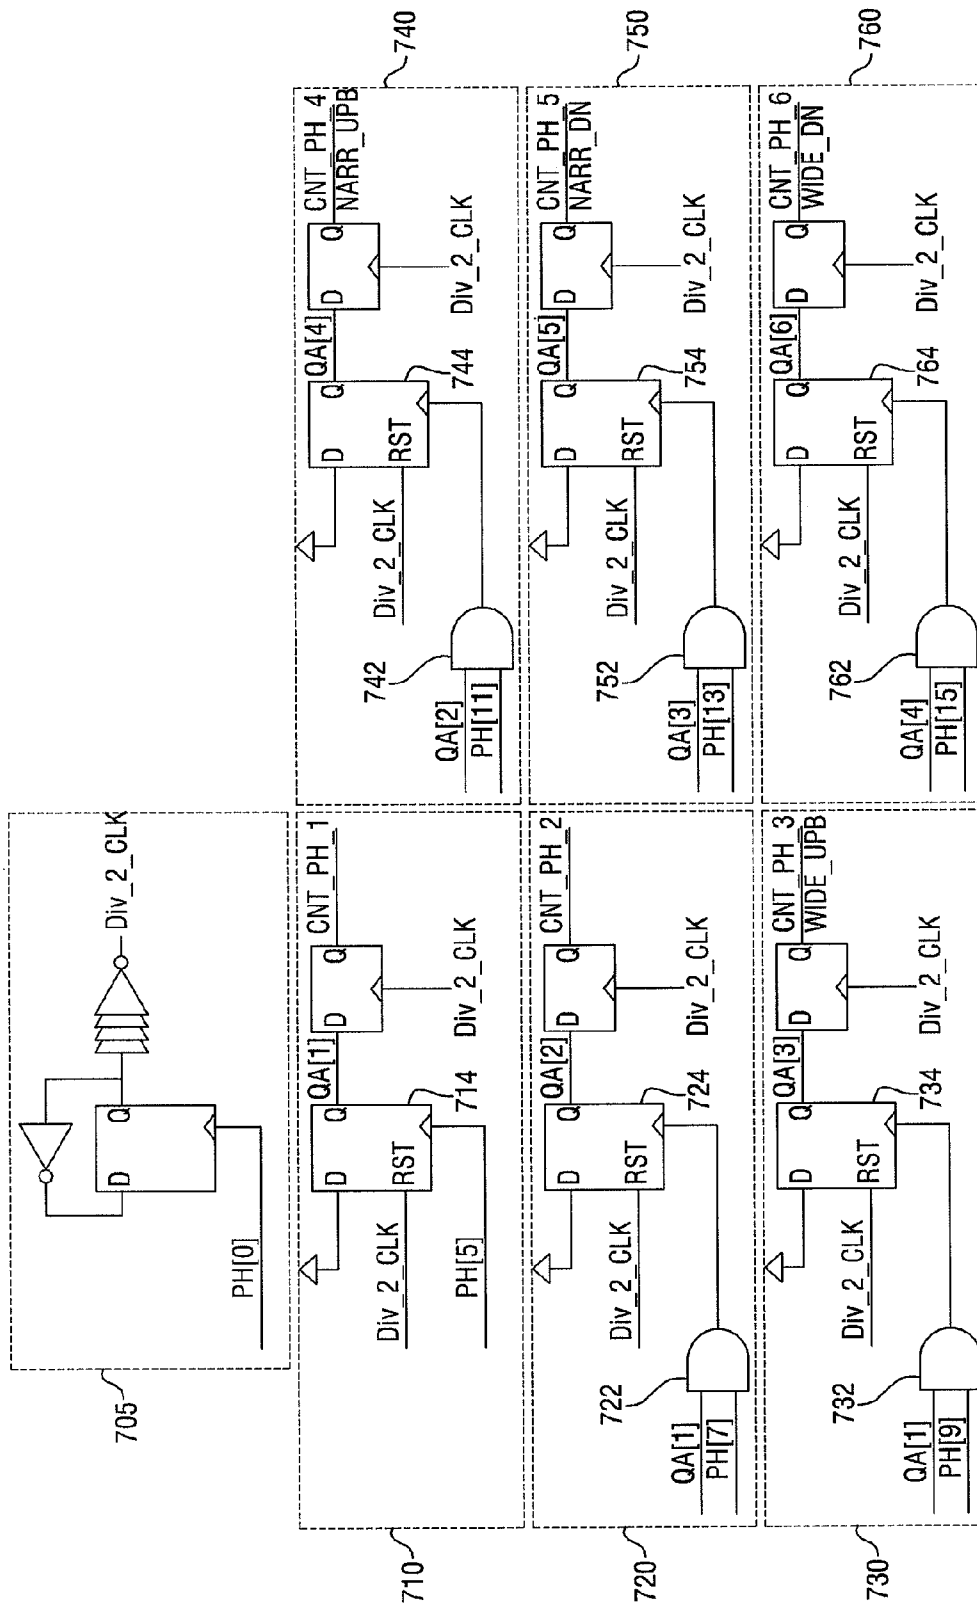 705
PH[0]
D
Q
Div_2_CLK
710
Div_2_CLK
PH[5]
D
RST
Q
714
QA[1]
D
Q
Div_2_CLK
CNT_PH_1
720
QA[1]
PH[7]
722
Div_2_CLK
D
RST
Q
724
QA[2]
D
Q
Div_2_CLK
CNT_PH_2
730
QA[1]
PH[9]
732
Div_2_CLK
D
RST
Q
734
QA[3]
D
Q
Div_2_CLK
CNT_PH_3
WIDE_UPB
740
QA[2]
PH[11]
742
Div_2_CLK
D
RST
Q
744
QA[4]
D
Q
Div_2_CLK
CNT_PH_4
NARR_UPB
750
QA[3]
PH[13]
752
Div_2_CLK
D
RST
Q
754
QA[5]
D
Q
Div_2_CLK
CNT_PH_5
NARR_DN
760
QA[4]
PH[15]
762
Div_2_CLK
D
RST
Q
764
QA[6]
D
Q
Div_2_CLK
CNT_PH_6
WIDE_DN